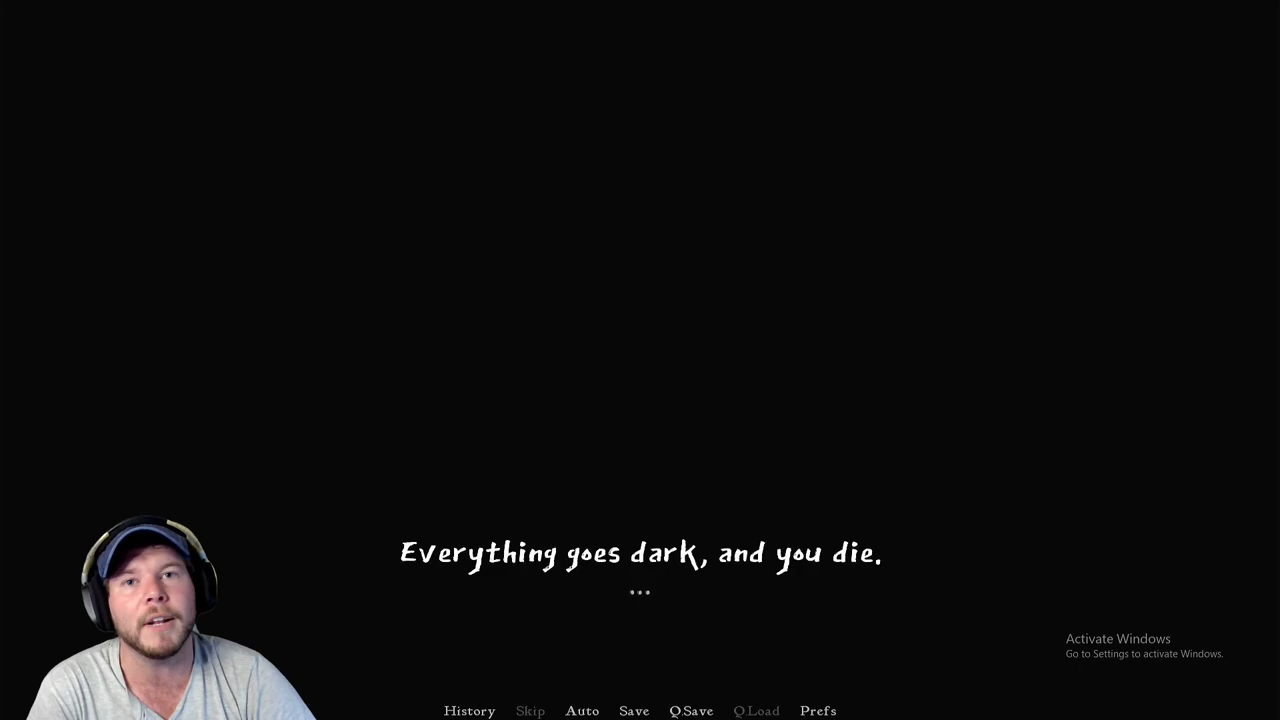 Everything goes dark, and you die.
...
Activate Windows
Go to Settings to activate Windows.
History Skip Auto Save Q.Save Q.Load Prefs